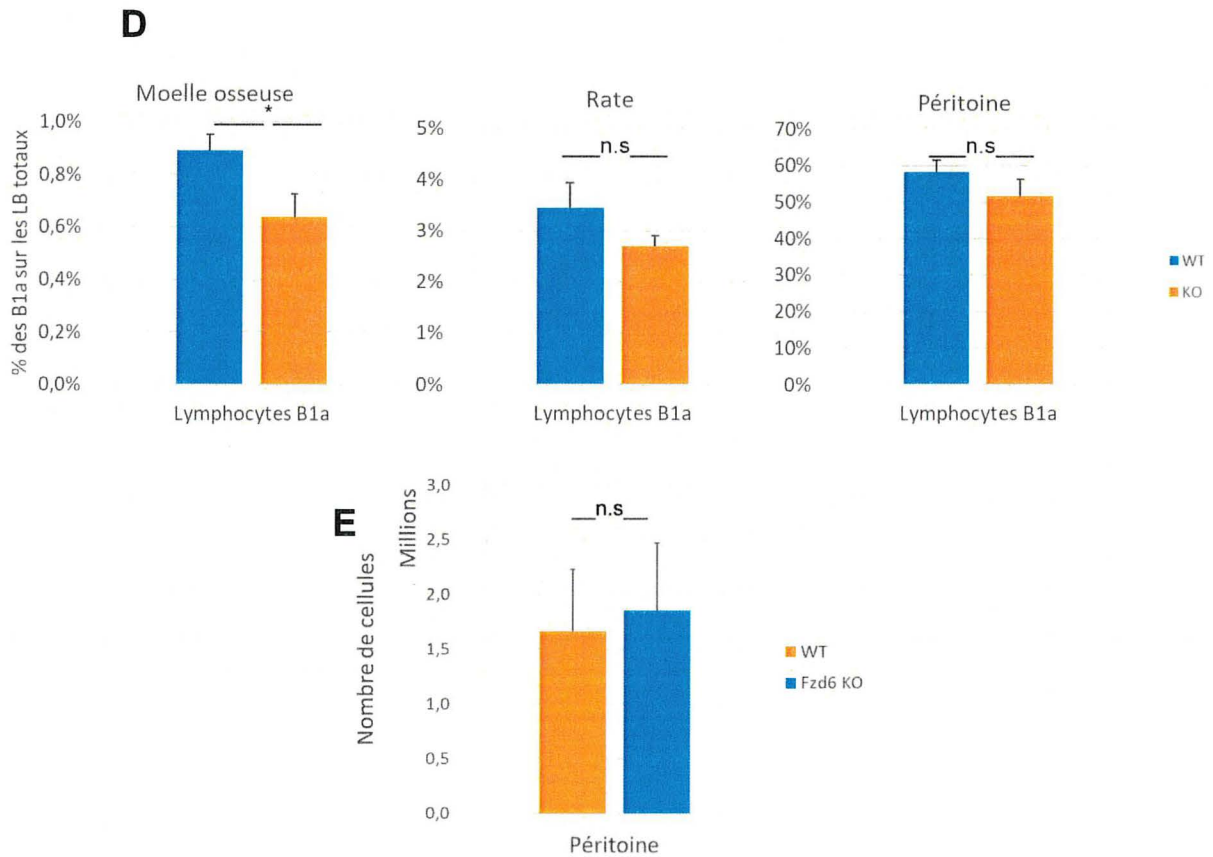 D
Moelle osseuse
*
% des B1a sur les LB totaux
1,0%
0,8%
0,6%
0,4%
0,2%
0,0%
Lymphocytes B1a
Rate
n.s
5%
4%
3%
2%
1%
0%
Lymphocytes B1a
Péritoine
n.s
70%
60%
50%
40%
30%
20%
10%
0%
Lymphocytes B1a
WT
KO
E
Nombre de cellules
Millions
n.s
3,0
2,5
2,0
1,5
1,0
0,5
0,0
Péritoine
WT
Fzd6 KO